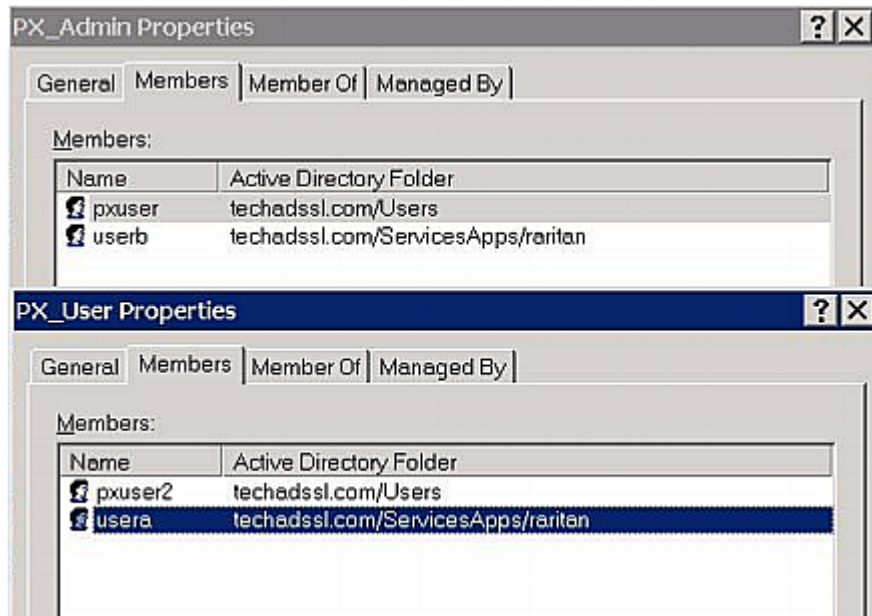 PX_Admin Properties
General Members Member Of Managed By
Members:
Name Active Directory Folder
pxuser techadssl.com/Users
userb techadssl.com/ServicesApps/raritan
PX_User Properties
General Members Member Of Managed By
Members:
Name Active Directory Folder
pxuser2 techadssl.com/Users
usera techadssl.com/ServicesApps/raritan